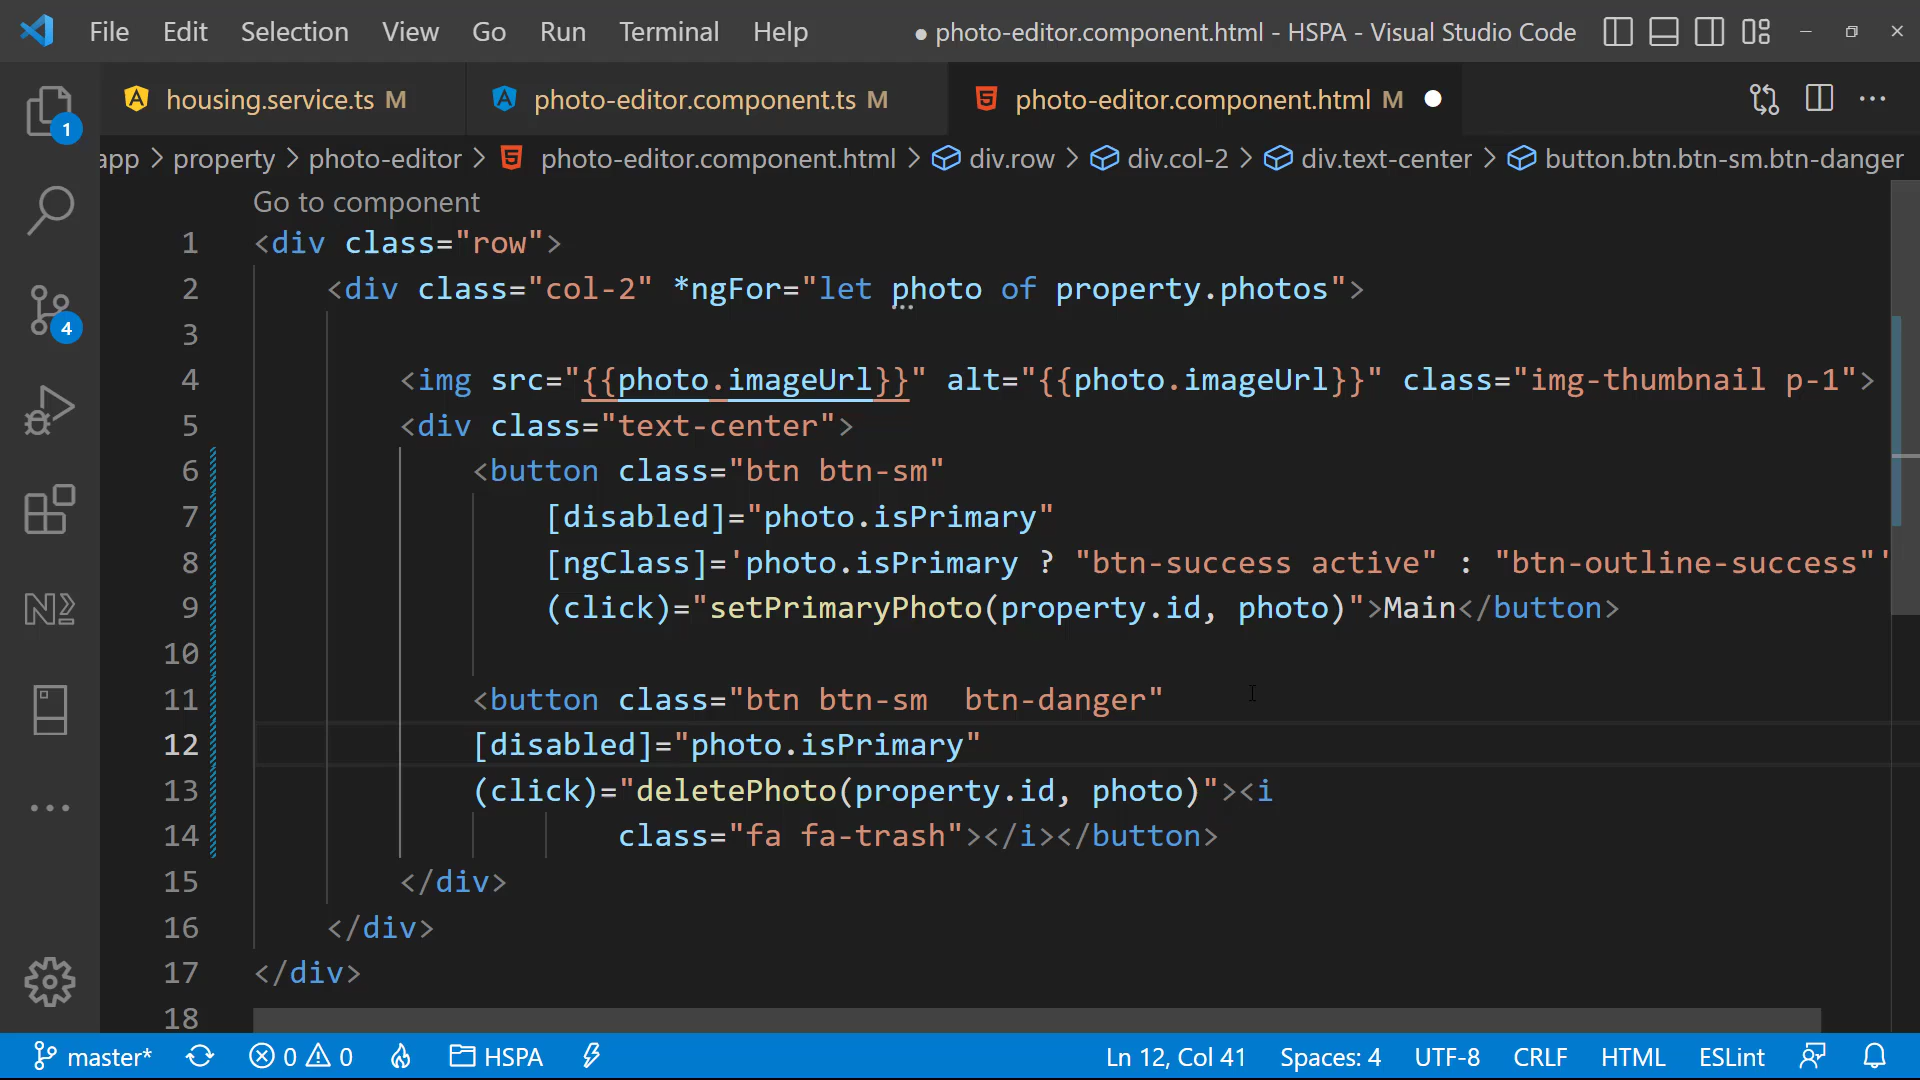 File Edit Selection View Go Run Terminal Help ● photo-editor.component.html - HSPA - Visual Studio Code
housing.service.ts M photo-editor.component.ts M photo-editor.component.html M
app > property > photo-editor > photo-editor.component.html > div.row > div.col-2 > div.text-center > button.btn.btn-sm.btn-danger
Go to component
1 <div class="row">
2 <div class="col-2" *ngFor="let photo of property.photos">
3
4 <img src="{{photo.imageUrl}}" alt="{{photo.imageUrl}}" class="img-thumbnail p-1">
5 <div class="text-center">
6 <button class="btn btn-sm"
7 [disabled]="photo.isPrimary"
8 [ngClass]='photo.isPrimary ? "btn-success active" : "btn-outline-success"'
9 (click)="setPrimaryPhoto(property.id, photo)">Main</button>
10
11 <button class="btn btn-sm  btn-danger"
12 [disabled]="photo.isPrimary"
13 (click)="deletePhoto(property.id, photo)"><i
14 class="fa fa-trash"></i></button>
15 </div>
16 </div>
17 </div>
18
1
4
master* 0 0 HSPA Ln 12, Col 41 Spaces: 4 UTF-8 CRLF HTML ESLint